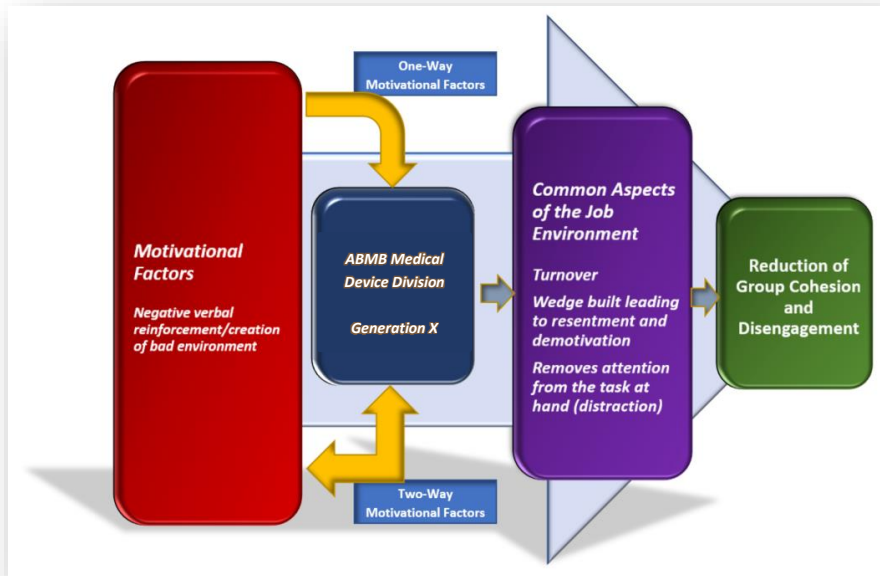 One-Way
Motivational Factors
Motivational
Factors
Negative verbal
reinforcement/creation
of bad environment
ABMB Medical
Device Division
Generation X
Two-Way
Motivational Factors
Common Aspects
of the Job
Environment
Turnover
Wedge built leading
to resentment and
demotivation
Removes attention
from the task at
hand (distraction)
Reduction of
Group Cohesion
and
Disengagement